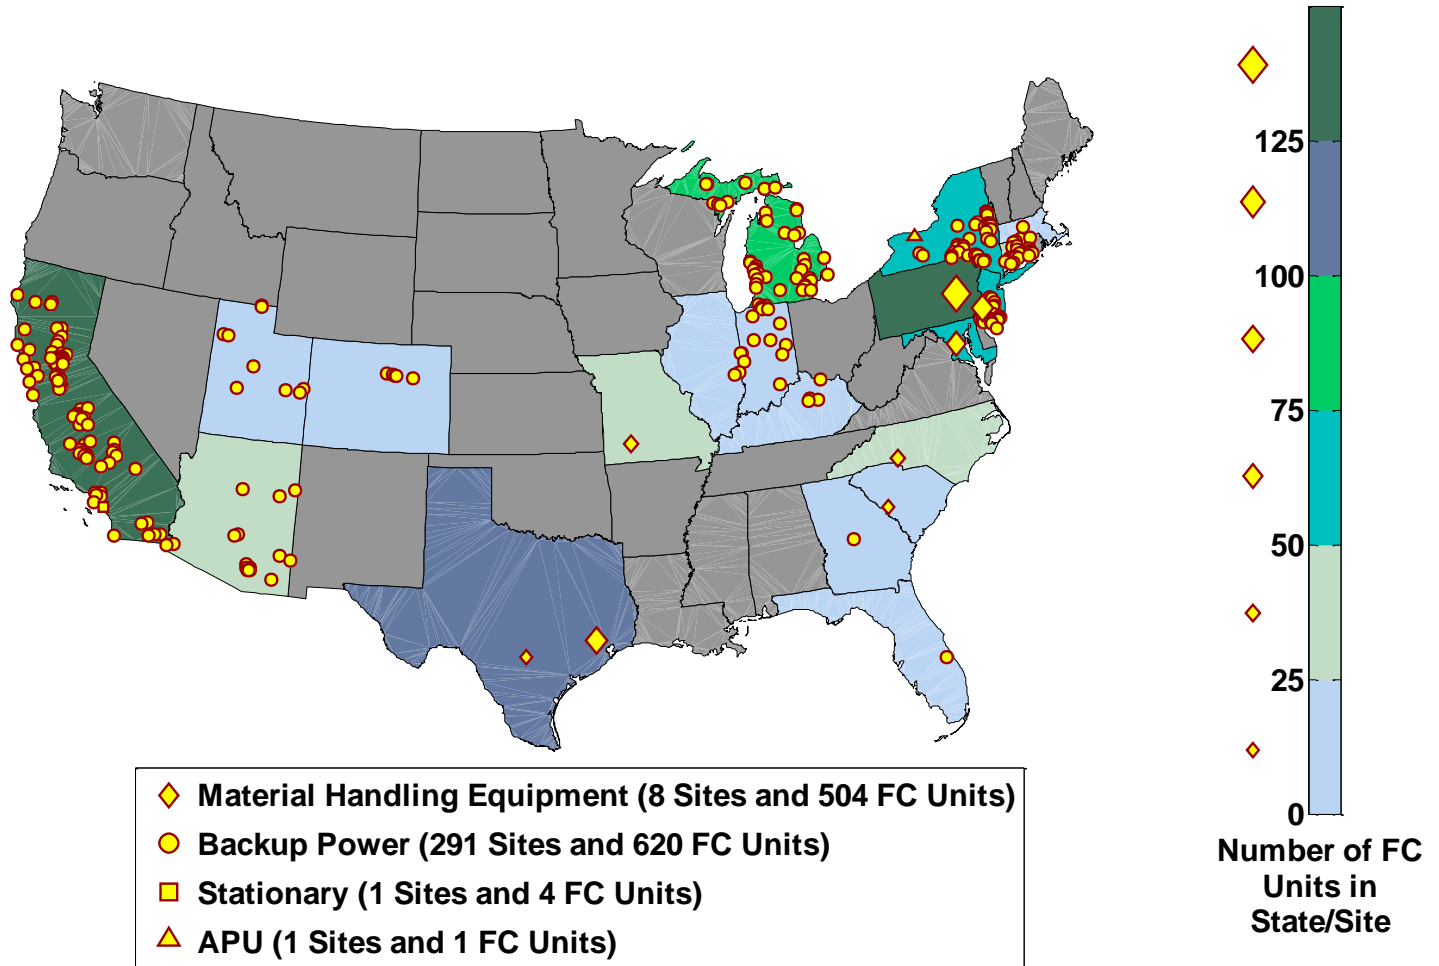 125
100
75
50
25
0
Number of FC
Units in
State/Site
Material Handling Equipment (8 Sites and 504 FC Units)
Backup Power (291 Sites and 620 FC Units)
Stationary (1 Sites and 4 FC Units)
APU (1 Sites and 1 FC Units)